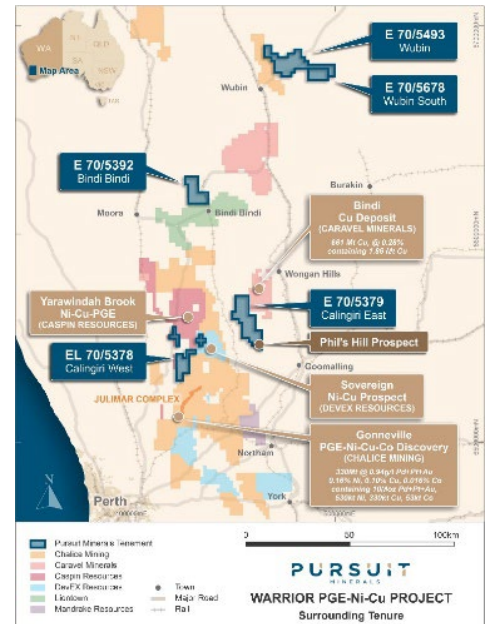 WA
NT
QLD
SA
NSW
Map Area
E 70/5493
Wubin
E 70/5678
Wubin South
Wubin
E 70/5392
Bindi Bindi
Burakin
Moora
Bindi Bindi
Bindi
Cu Deposit
(CARAVEL MINERALS)
containing 1.86 Mt Cu
Wongan Hills
Yarawindah Brook
Ni-Cu-PGE
(CASPIN RESOURCES)
E 70/5379
Calingiri East
Phil's Hill Prospect
EL 70/5378
Calingiri West
Goomalling
Sovereign
Ni-Cu Prospect
(DEVEX RESOURCES)
JULIMAR COMPLEX
Gonneville
PGE-Ni-Cu-Co Discovery
(CHALICE MINING)
Northam
Perth
York
N
0 50 100km
Pursuit Minerals Tenement
Chalice Mining
Caravel Minerals
Caspin Resources
DevEX Resources
Liontown
Mandrake Resources
Town
Major Road
Rail
PURSUIT
MINERALS
WARRIOR PGE-Ni-Cu PROJECT
Surrounding Tenure